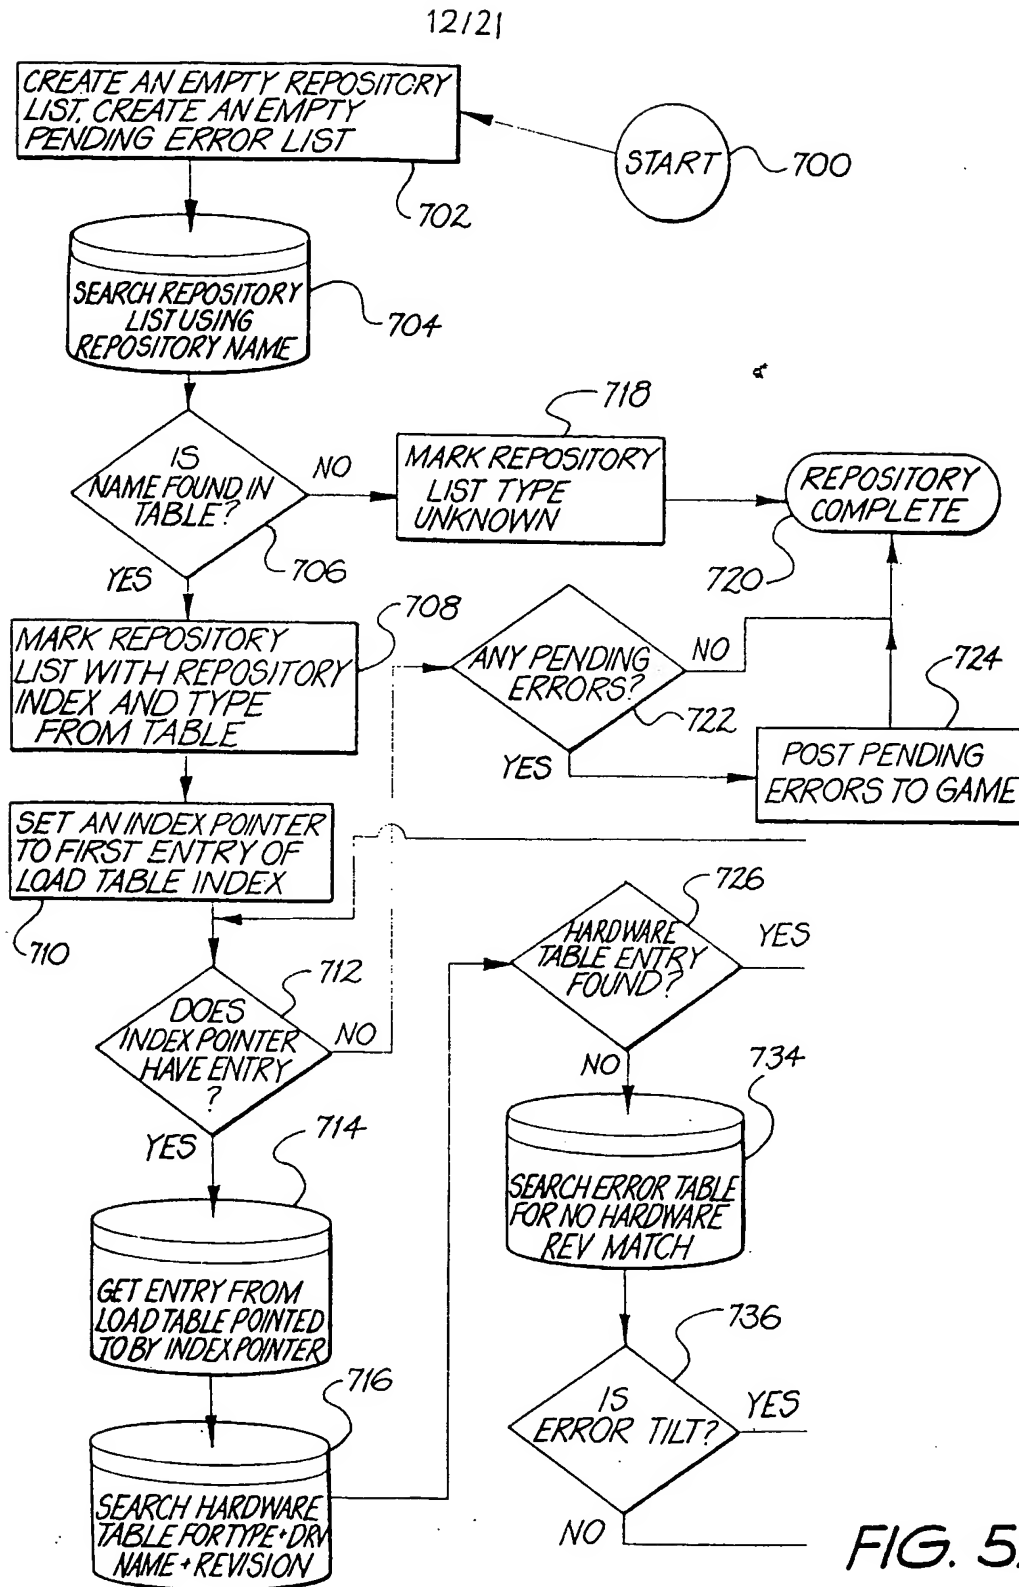 12/21
CREATE AN EMPTY REPOSITORY
LIST, CREATE AN EMPTY
PENDING ERROR LIST
702
START
700
SEARCH REPOSITORY
LIST USING
REPOSITORY NAME
704
IS
NAME FOUND IN
TABLE?
706
NO
YES
718
MARK REPOSITORY
LIST TYPE
UNKNOWN
REPOSITORY
COMPLETE
720
708
MARK REPOSITORY
LIST WITH REPOSITORY
INDEX AND TYPE
FROM TABLE
ANY PENDING
ERRORS?
722
NO
YES
724
POST PENDING
ERRORS TO GAME
SET AN INDEX POINTER
TO FIRST ENTRY OF
LOAD TABLE INDEX
710
712
DOES
INDEX POINTER
HAVE ENTRY
?
NO
YES
726
HARDWARE
TABLE ENTRY
FOUND?
YES
NO
714
GET ENTRY FROM
LOAD TABLE POINTED
TO BY INDEX POINTER
734
SEARCH ERROR TABLE
FOR NO HARDWARE
REV MATCH
716
SEARCH HARDWARE
TABLE FOR TYPE + DRV
NAME + REVISION
736
IS
ERROR TILT?
YES
NO
FIG. 5